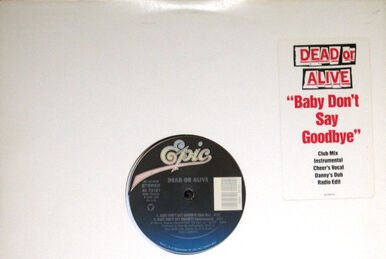 DEAD or
ALIVE
"Baby Don't
Say
Goodbye"
Club Mix
Instrumental
Cheer's Vocal
Danny's Dub
Radio Edit
Epic
STEREO
DEAD OR ALIVE